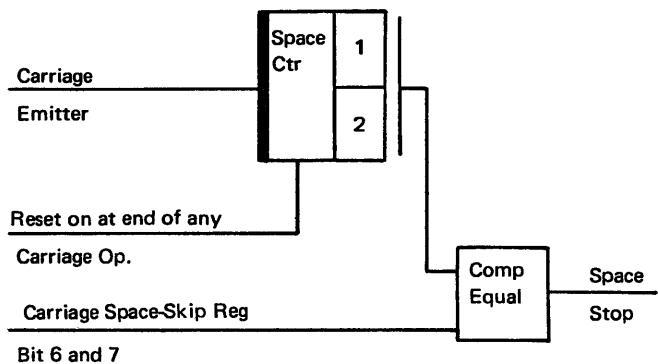 Space
Ctr
1
2
Carriage
Emitter
Reset on at end of any
Carriage Op.
Carriage Space-Skip Reg
Bit 6 and 7
Comp
Equal
Space
Stop